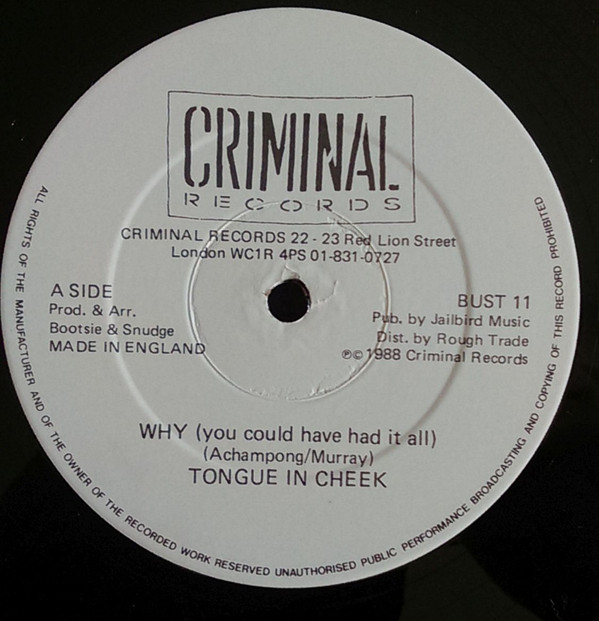 CRIMINAL
RECORDS
CRIMINAL RECORDS 22 - 23 Red Lion Street
London WC1R 4PS 01-831-0727
A SIDE
Prod. & Arr.
Bootsie & Snudge
MADE IN ENGLAND
BUST 11
Pub. by Jailbird Music
Dist. by Rough Trade
℗© 1988 Criminal Records
WHY (you could have had it all)
(Achampong/Murray)
TONGUE IN CHEEK
ALL RIGHTS OF THE MANUFACTURER AND OF THE OWNER OF THE RECORDED WORK RESERVED UNAUTHORISED PUBLIC PERFORMANCE BROADCASTING AND COPYING OF THIS RECORD PROHIBITED